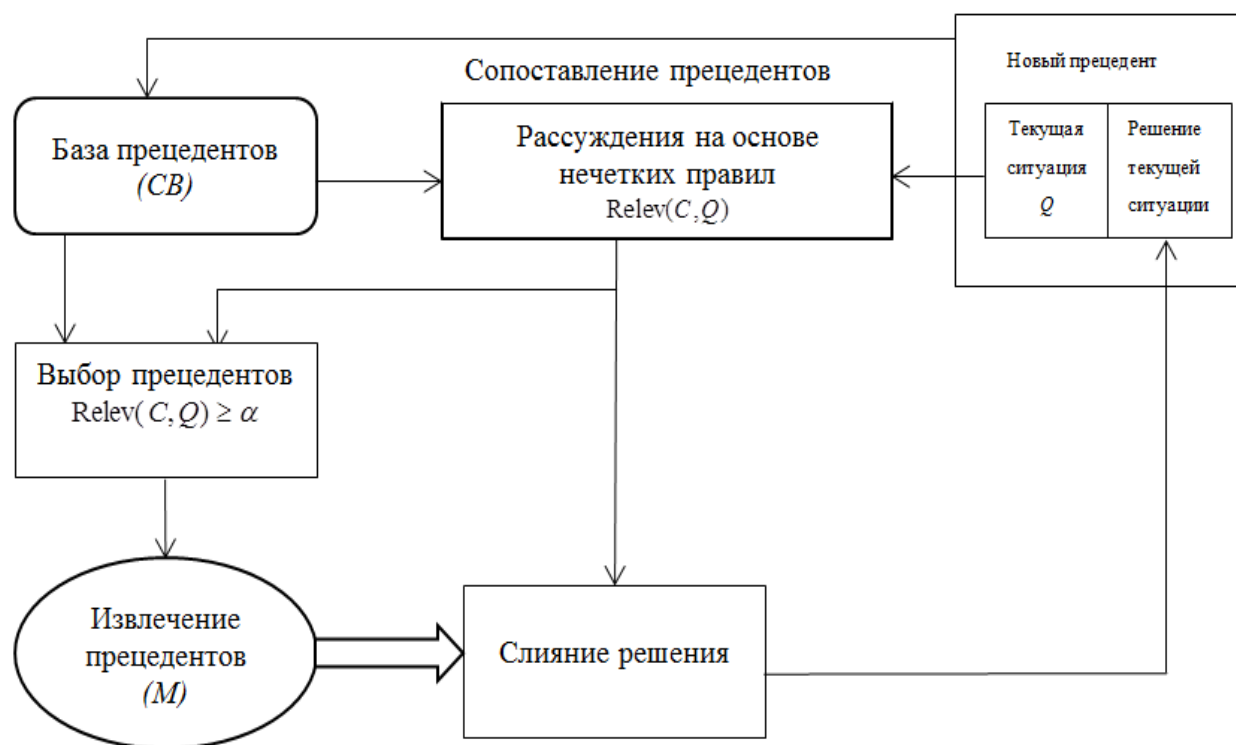 Сопоставление прецедентов
Новый прецедент
База прецедентов
(CB)
Рассуждения на основе
нечетких правил
Relev(C,Q)
Текущая
ситуация
Q
Решение
текущей
ситуации
Выбор прецедентов
Relev(C,Q) ≥ α
Извлечение
прецедентов
(M)
Слияние решения